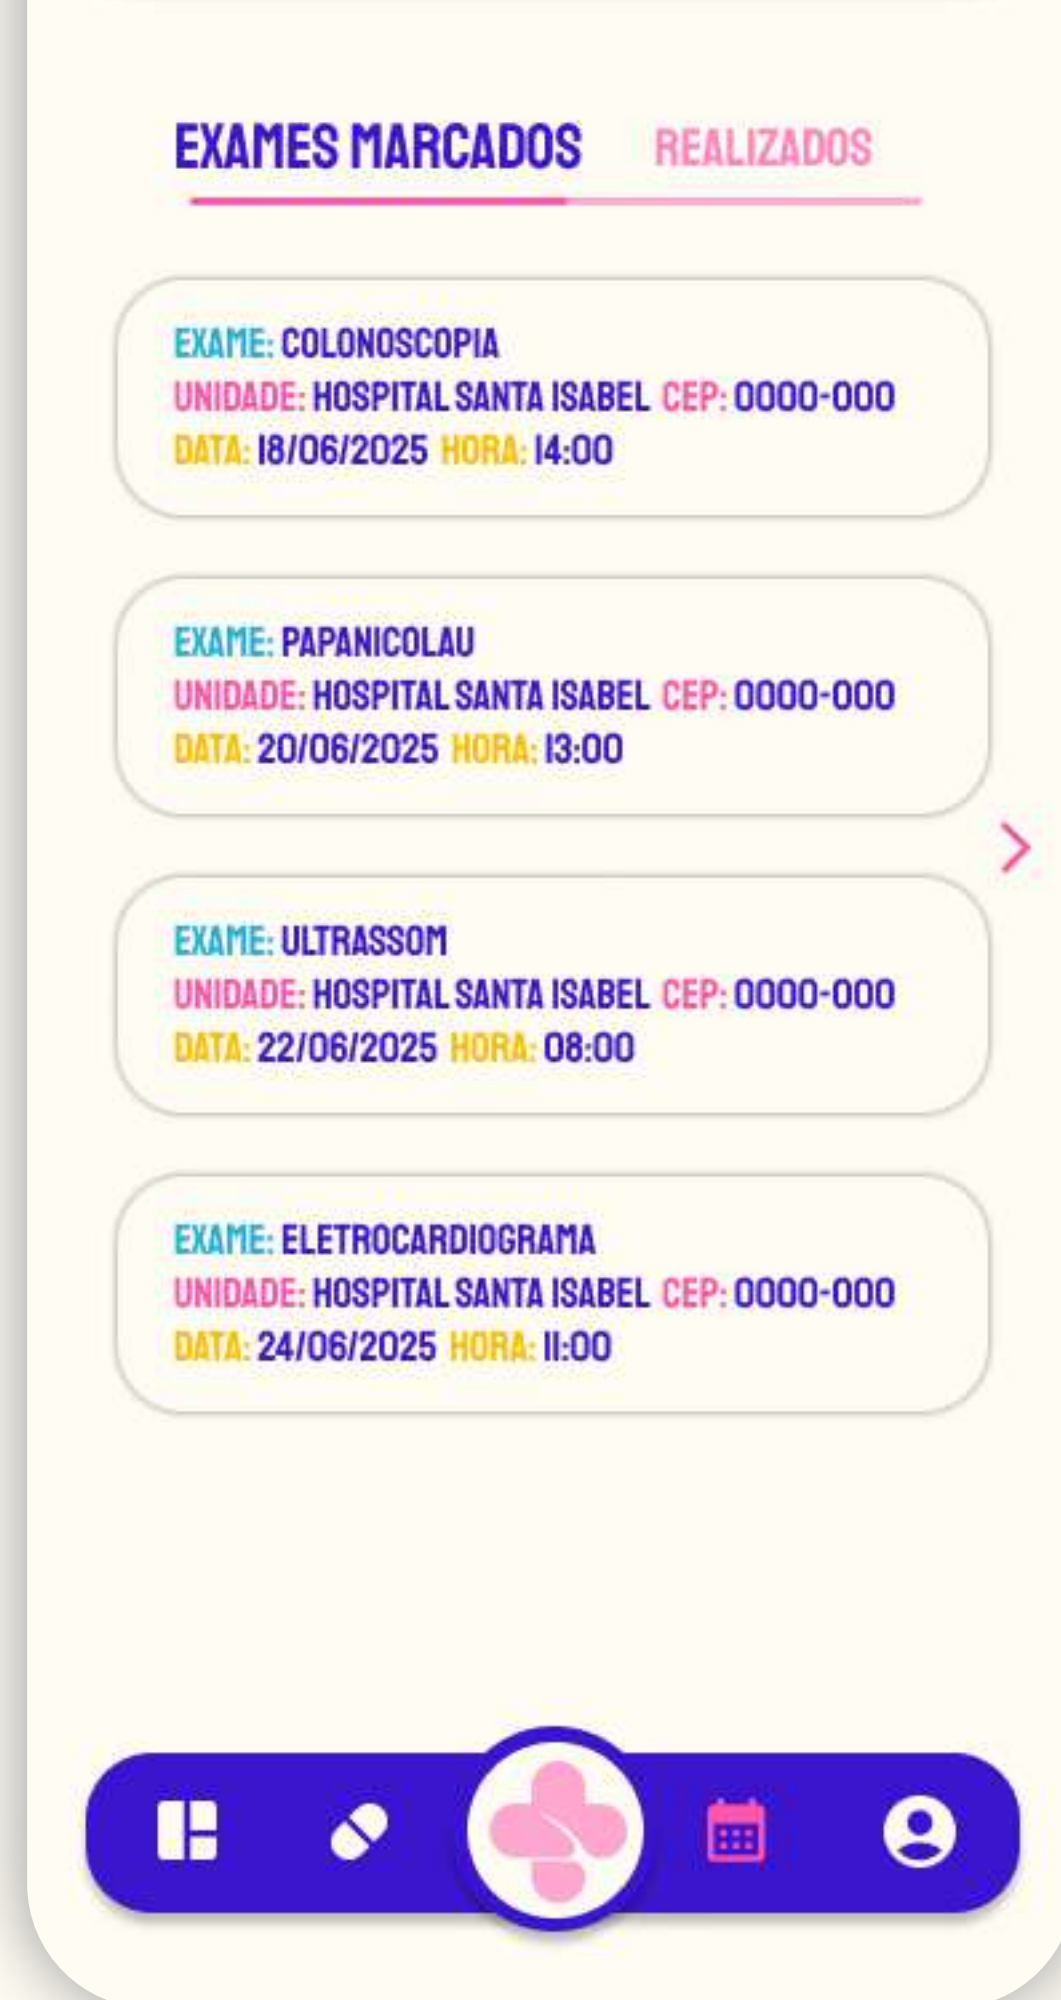 EXAMES MARCADOS REALIZADOS
EXAME: COLONOSCOPIA
UNIDADE: HOSPITAL SANTA ISABEL CEP: 0000-000
DATA: 18/06/2025 HORA: 14:00
EXAME: PAPANICOLAU
UNIDADE: HOSPITAL SANTA ISABEL CEP: 0000-000
DATA: 20/06/2025 HORA: 13:00
EXAME: ULTRASSOM
UNIDADE: HOSPITAL SANTA ISABEL CEP: 0000-000
DATA: 22/06/2025 HORA: 08:00
EXAME: ELETROCARDIOGRAMA
UNIDADE: HOSPITAL SANTA ISABEL CEP: 0000-000
DATA: 24/06/2025 HORA: 11:00